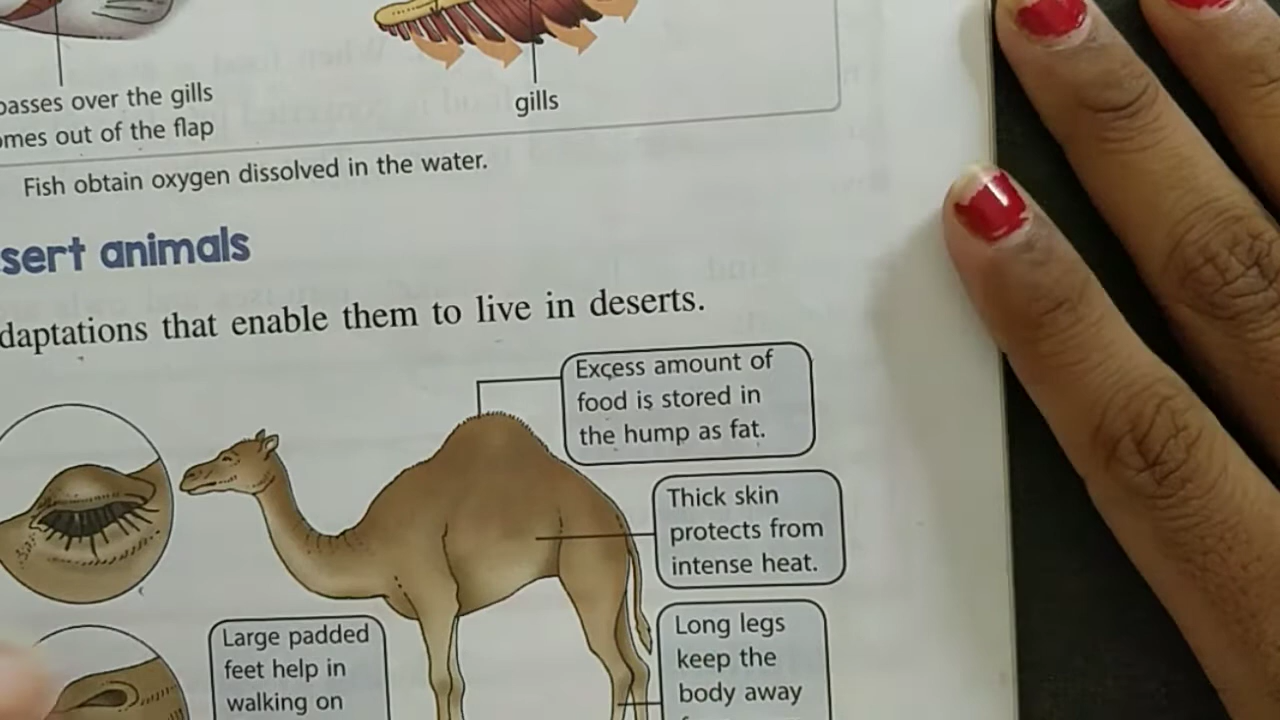 passes over the gills
comes out of the flap
gills
Fish obtain oxygen dissolved in the water.
sert animals
daptations that enable them to live in deserts.
Excess amount of
food is stored in
the hump as fat.
Thick skin
protects from
intense heat.
Large padded
feet help in
walking on
Long legs
keep the
body away